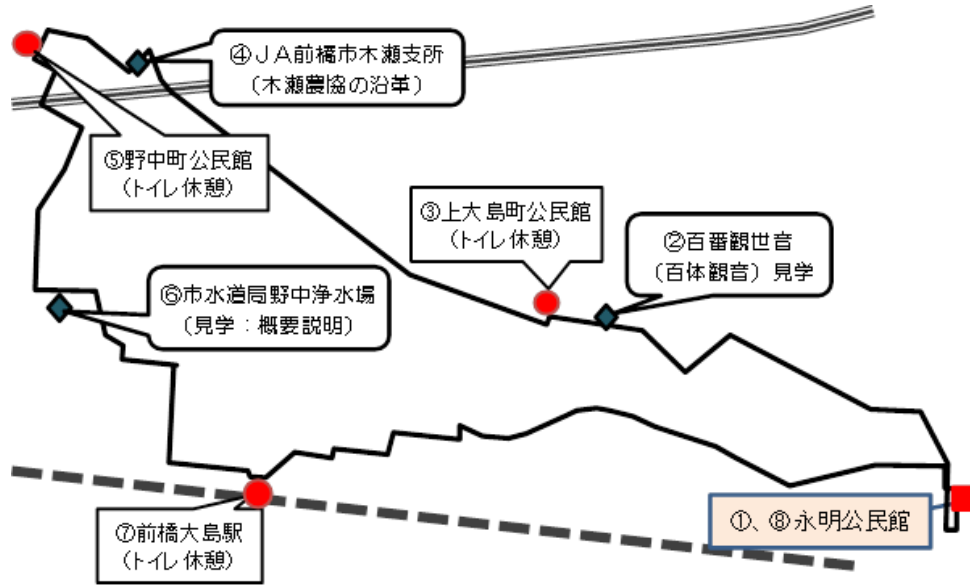 ④ＪＡ前橋市木瀬支所
（木瀬農協の沿革）
⑤野中町公民館
（トイレ休憩）
③上大島町公民館
（トイレ休憩）
②百番観世音
（百体観音）見学
⑥市水道局野中浄水場
（見学：概要説明）
⑦前橋大島駅
（トイレ休憩）
①、⑧永明公民館